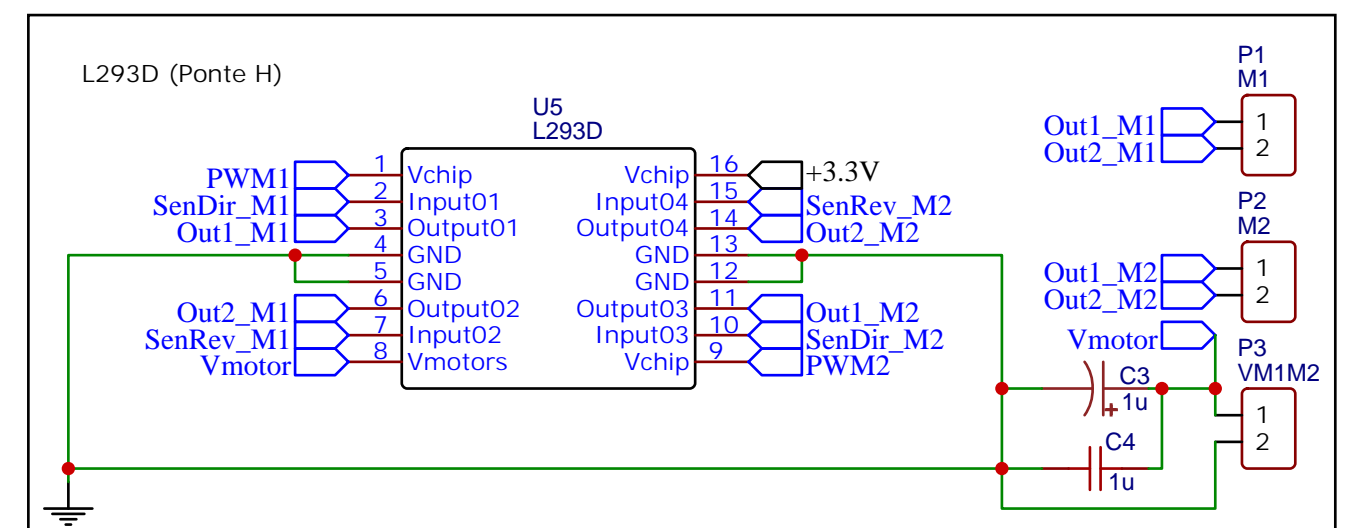 L293D (Ponte H)
U5
L293D
PWM1 1 Vchip
SenDir_M1 2 Input01
Out1_M1 3 Output01
4 GND
5 GND
Out2_M1 6 Output02
SenRev_M1 7 Input02
Vmotor 8 Vmotors
Vchip 16 +3.3V
Input04 15 SenRev_M2
Output04 14 Out2_M2
GND 13
GND 12
Output03 11 Out1_M2
Input03 10 SenDir_M2
Vchip 9 PWM2
P1
M1
Out1_M1 1
Out2_M1 2
P2
M2
Out1_M2 1
Out2_M2 2
Vmotor
P3
VM1M2
1
2
C3
+ 1u
C4
1u